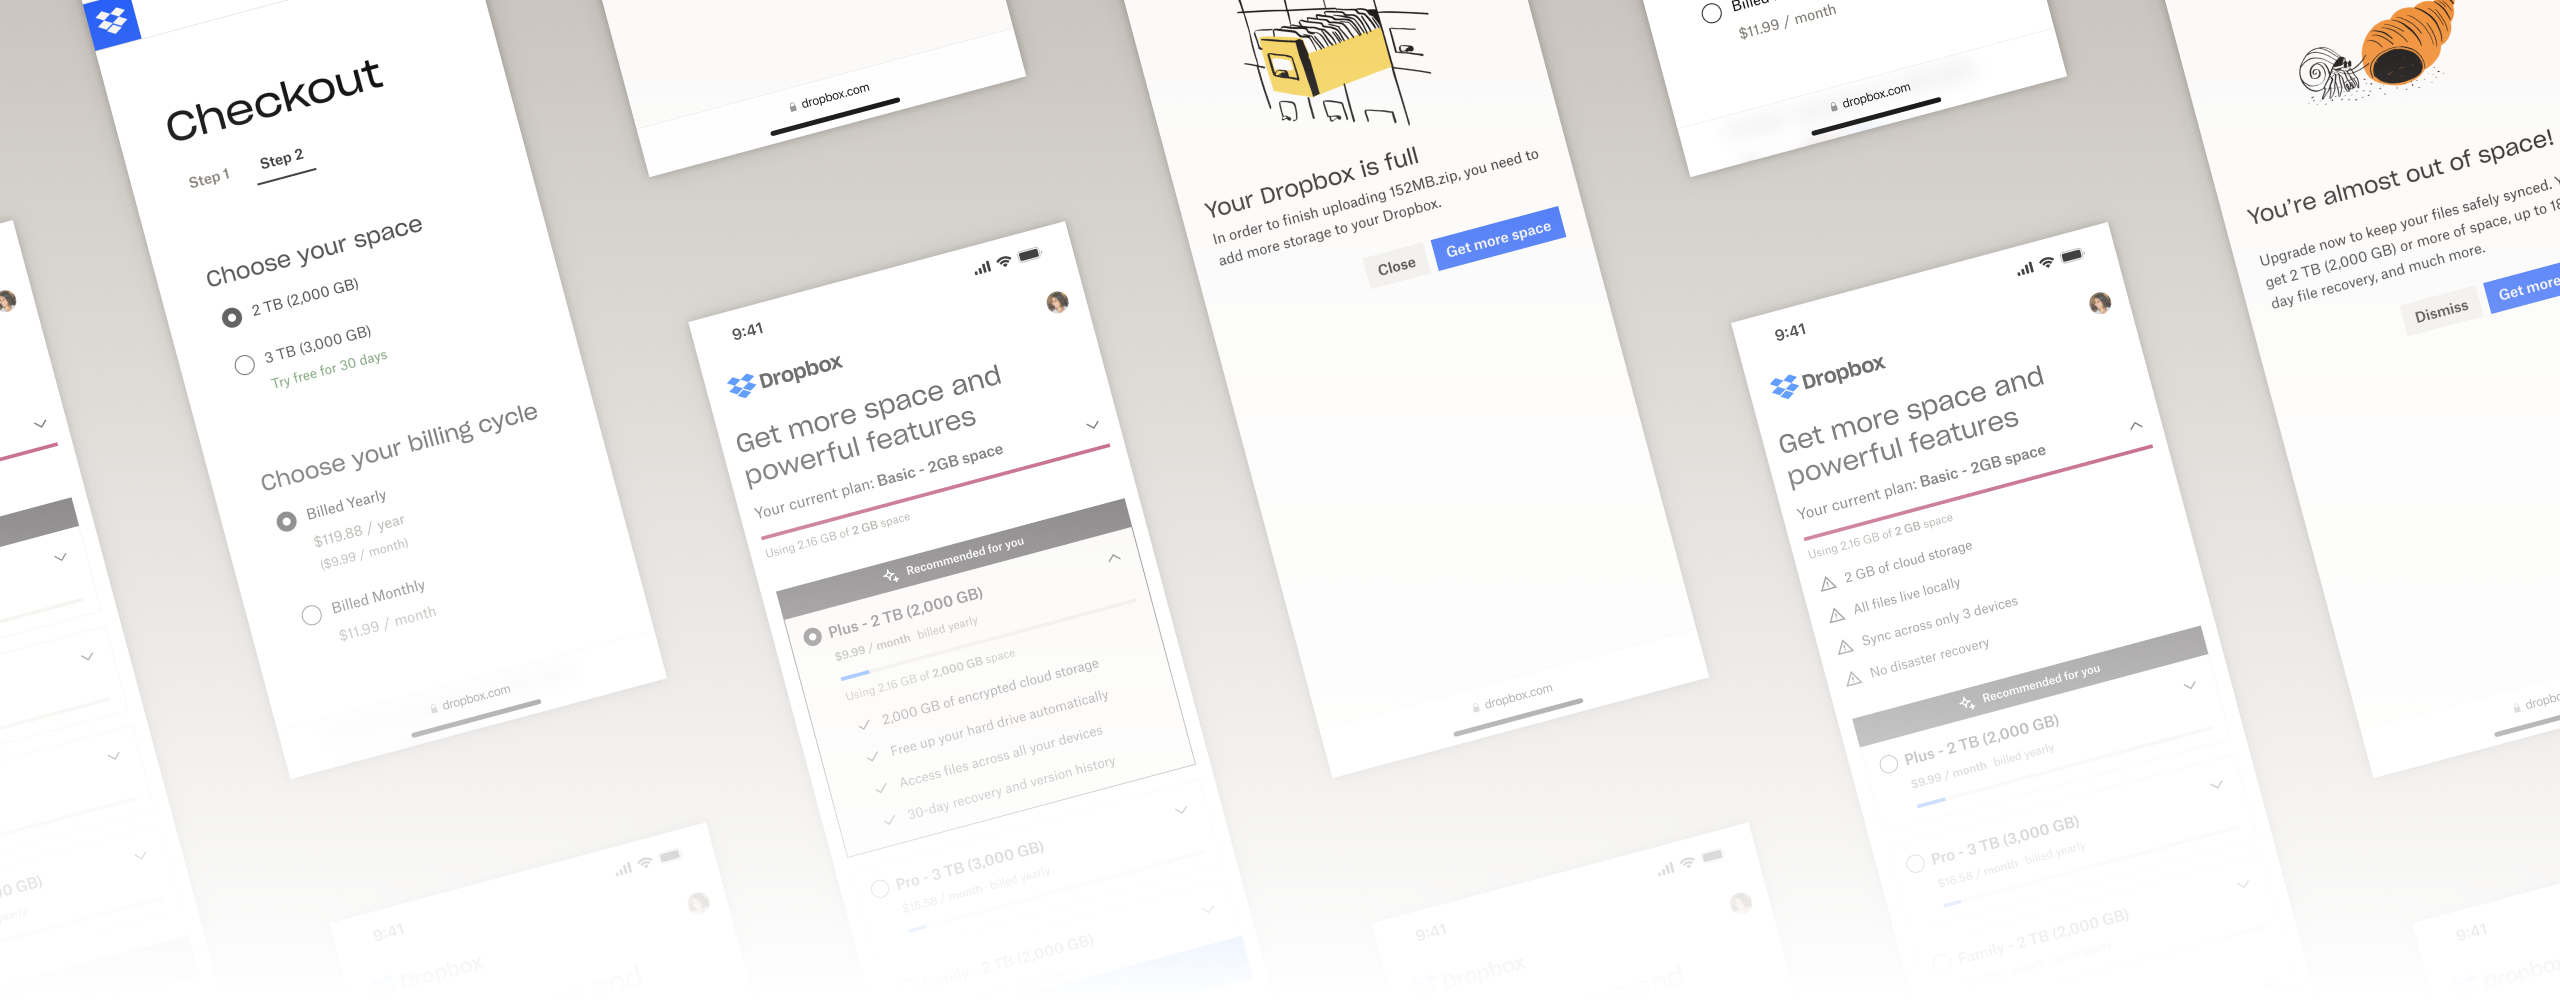 Checkout
Step 1
Step 2
Choose your space
2 TB (2,000 GB)
3 TB (3,000 GB)
Try free for 30 days
Choose your billing cycle
Billed Yearly
$119.88 / year
($9.99 / month)
Billed Monthly
$11.99 / month
dropbox.com
dropbox.com
9:41
Dropbox
Get more space and
powerful features
Your current plan: Basic - 2GB space
Using 2.16 GB of 2 GB space
Recommended for you
Plus - 2 TB (2,000 GB)
$9.99 / month billed yearly
Using 2.16 GB of 2,000 GB space
2,000 GB of encrypted cloud storage
Free up your hard drive automatically
Access files across all your devices
30-day recovery and version history
Pro - 3 TB (3,000 GB)
$16.58 / month billed yearly
Family - 2 TB (2,000 GB)
9:41
Dropbox
and
Your Dropbox is full
In order to finish uploading 152MB.zip, you need to
add more storage to your Dropbox.
Close
Get more space
dropbox.com
Billed
$11.99 / month
dropbox.com
9:41
Dropbox
Get more space and
powerful features
Your current plan: Basic - 2GB space
Using 2.16 GB of 2 GB space
2 GB of cloud storage
All files live locally
Sync across only 3 devices
No disaster recovery
Recommended for you
Plus - 2 TB (2,000 GB)
$9.99 / month billed yearly
Pro - 3 TB (3,000 GB)
$16.58 / month billed yearly
Family - 2 TB (2,000 GB)
9:41
Dropbox
and
You're almost out of space!
Upgrade now to keep your files safely synced.
get 2 TB (2,000 GB) or more of space, up to 18
day file recovery, and much more.
Dismiss
Get more
9:41
Dropbox